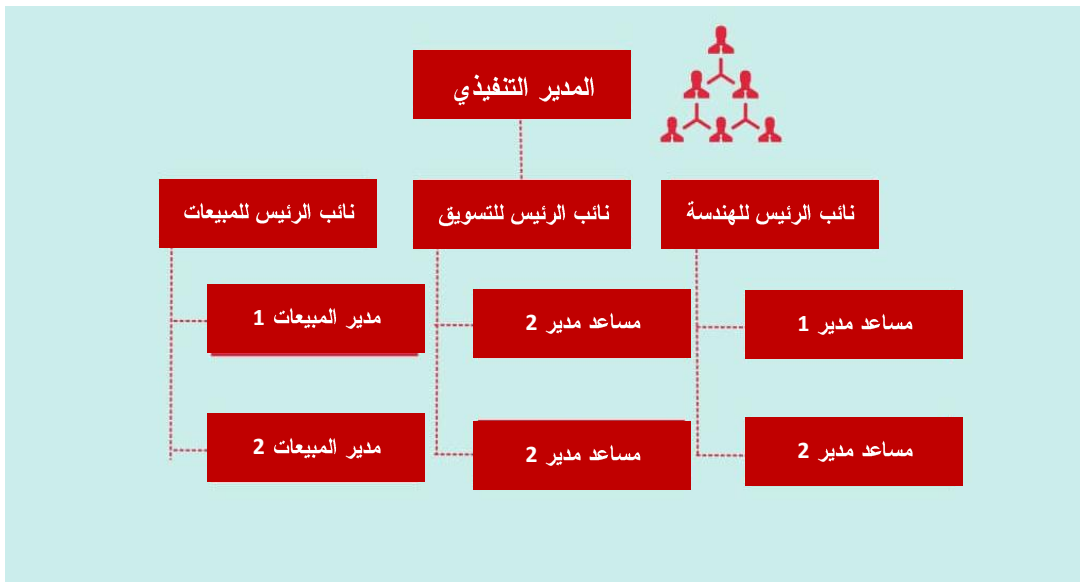 المدير التنفيذي
نائب الرئيس للهندسة
نائب الرئيس للتسويق
نائب الرئيس للمبيعات
مساعد مدير 1
مساعد مدير 2
مدير المبيعات 1
مساعد مدير 2
مساعد مدير 2
مدير المبيعات 2